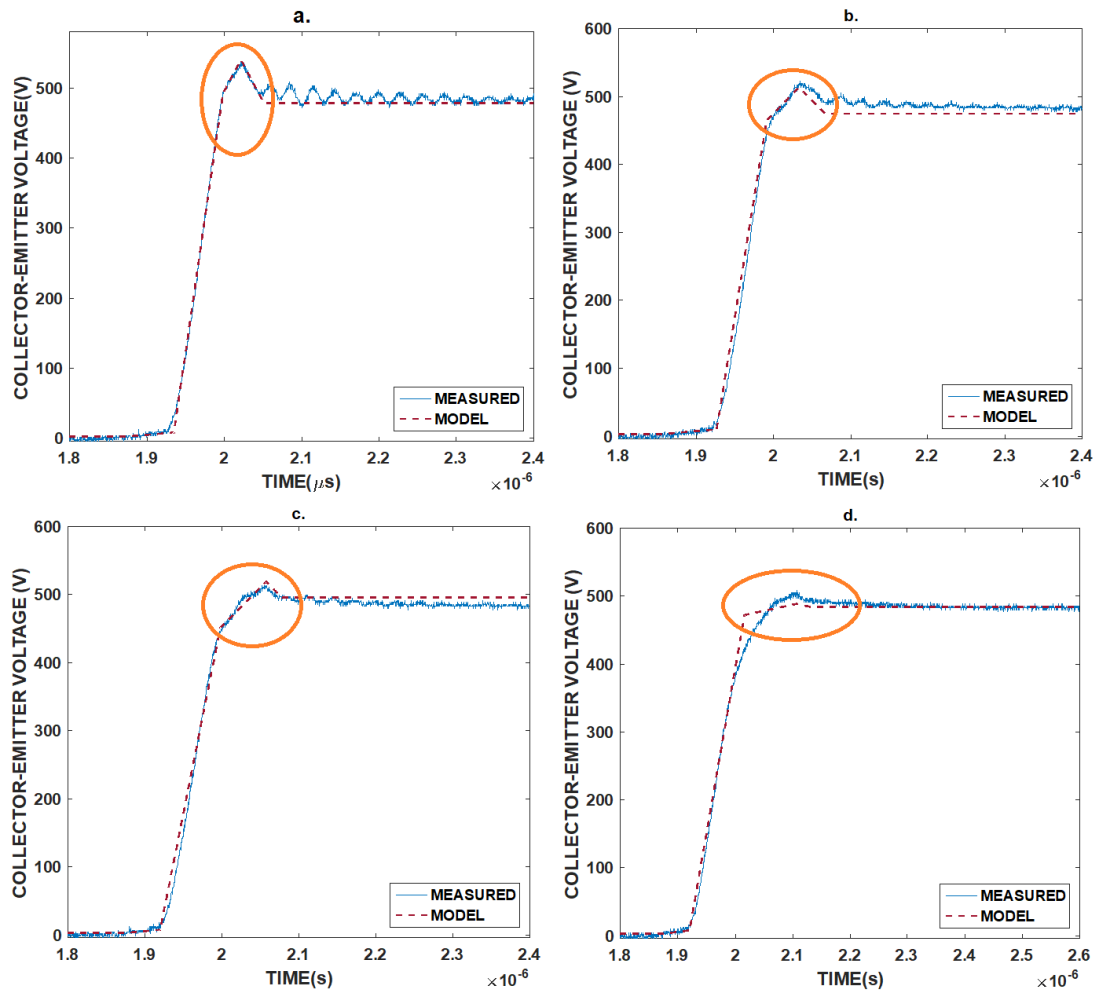 a.
COLLECTOR-EMITTER VOLTAGE(V)
500
400
300
200
100
0
1.8 1.9 2 2.1 2.2 2.3 2.4
TIME(μs)
×10-6
MEASURED
MODEL
b.
COLLECTOR-EMITTER VOLTAGE (V)
600
500
400
300
200
100
0
1.8 1.9 2 2.1 2.2 2.3 2.4
TIME(s)
×10-6
MEASURED
MODEL
c.
COLLECTOR-EMITTER VOLTAGE (V)
600
500
400
300
200
100
0
1.8 1.9 2 2.1 2.2 2.3 2.4
TIME(s)
×10-6
MEASURED
MODEL
d.
COLLECTOR-EMITTER VOLTAGE (V)
600
500
400
300
200
100
0
1.8 1.9 2 2.1 2.2 2.3 2.4 2.5 2.6
TIME(s)
×10-6
MEASURED
MODEL